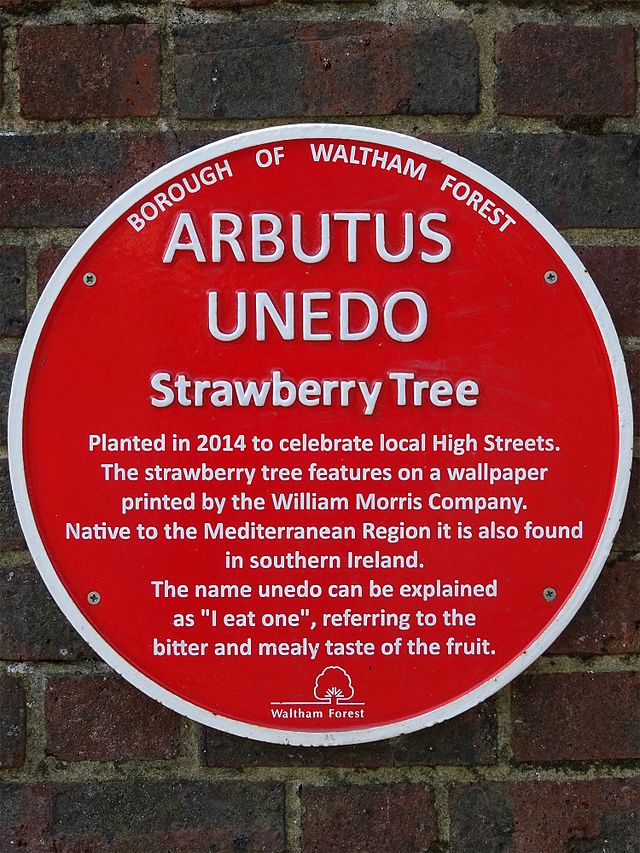 BOROUGH OF WALTHAM FOREST
ARBUTUS
UNEDO
Strawberry Tree
Planted in 2014 to celebrate local High Streets.
The strawberry tree features on a wallpaper
printed by the William Morris Company.
Native to the Mediterranean Region it is also found
in southern Ireland.
The name unedo can be explained
as "I eat one", referring to the
bitter and mealy taste of the fruit.
Waltham Forest